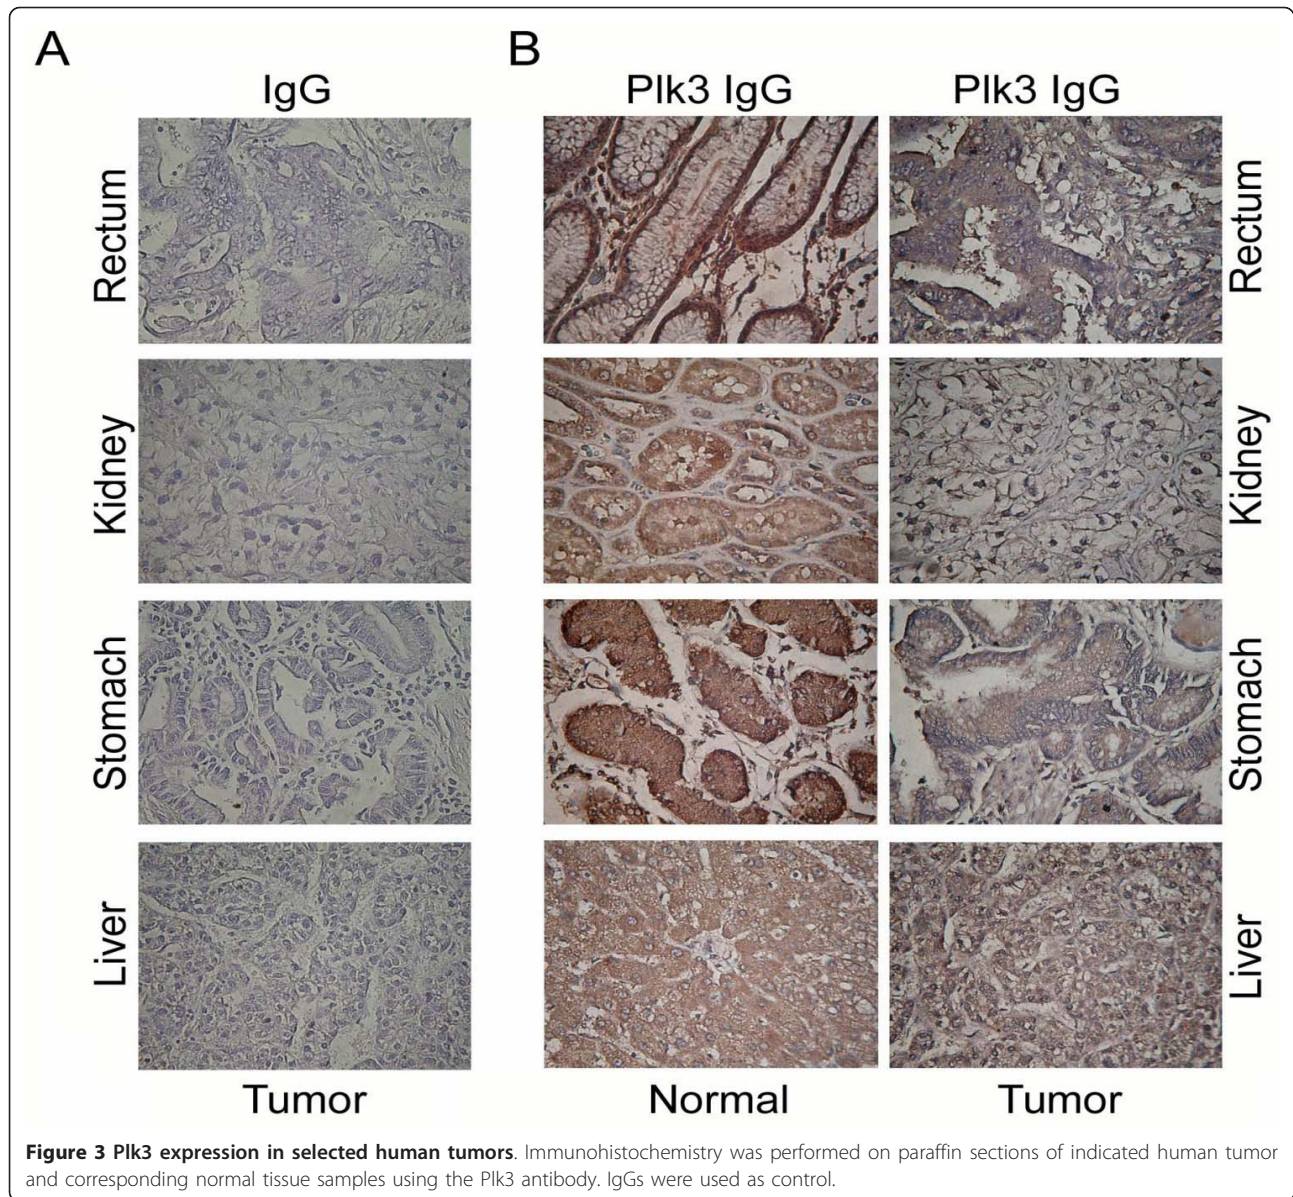 A
B
IgG
Plk3 IgG
Plk3 IgG
Rectum
Rectum
Kidney
Kidney
Stomach
Stomach
Liver
Liver
Tumor
Normal
Tumor
Figure 3 Plk3 expression in selected human tumors. Immunohistochemistry was performed on paraffin sections of indicated human tumor
and corresponding normal tissue samples using the Plk3 antibody. IgGs were used as control.